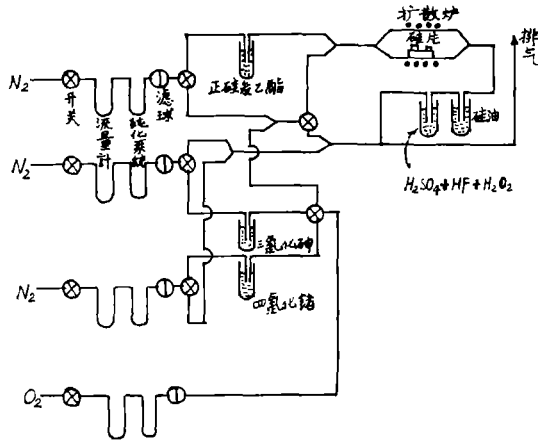 扩散炉
硅片
排气
N₂
开关
流量计
纯化系统
滤球
正硅酸乙酯
硅油
H₂SO₄+HF+H₂O₂
N₂
三氯化砷
N₂
四氯化锗
O₂